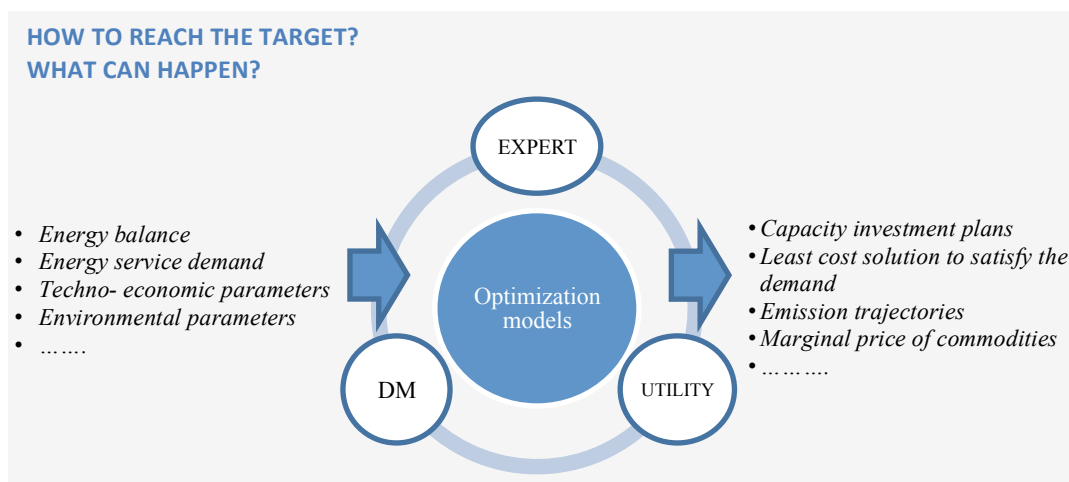 HOW TO REACH THE TARGET?
WHAT CAN HAPPEN?
EXPERT
• Energy balance
• Energy service demand
• Techno- economic parameters
• Environmental parameters
• …….
Optimization
models
• Capacity investment plans
• Least cost solution to satisfy the
demand
• Emission trajectories
• Marginal price of commodities
• ……….
DM
UTILITY